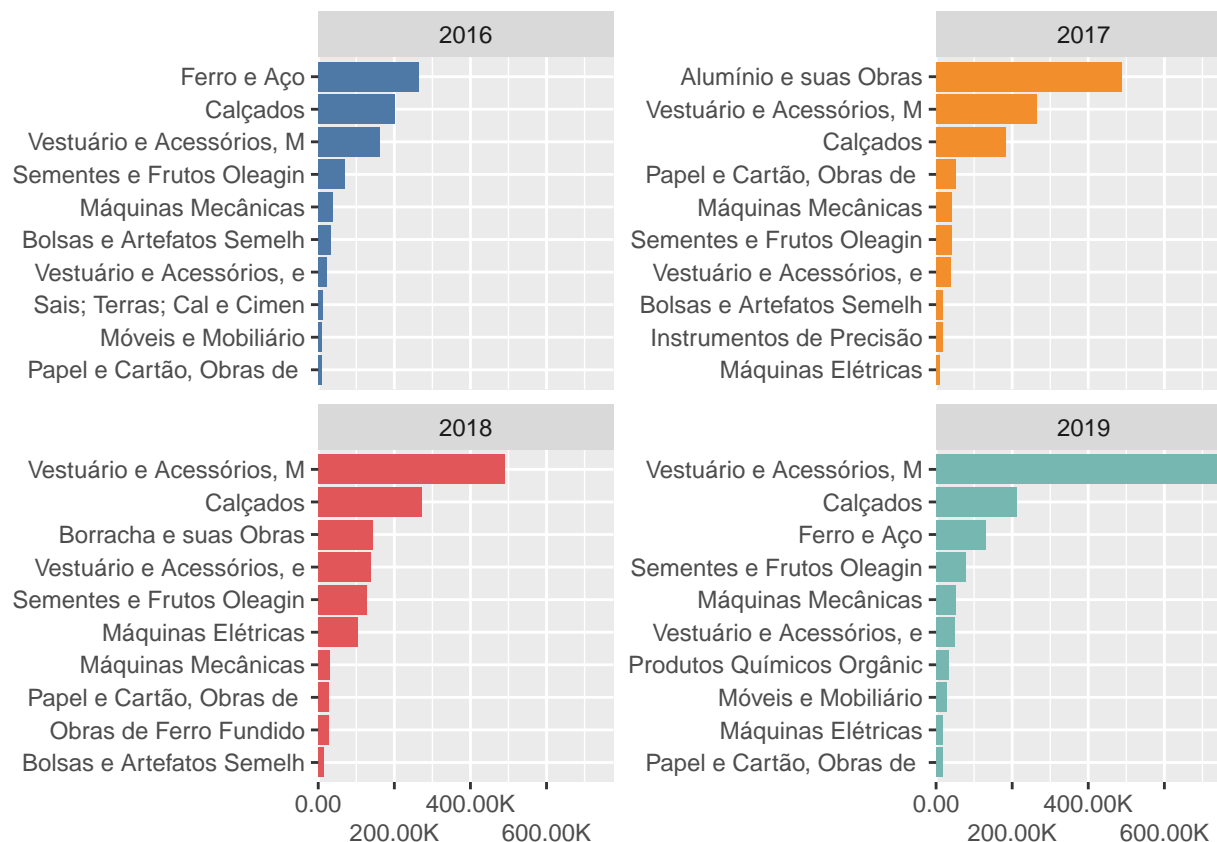 2016
Ferro e Aço
Calçados
Vestuário e Acessórios, M
Sementes e Frutos Oleagin
Máquinas Mecânicas
Bolsas e Artefatos Semelh
Vestuário e Acessórios, e
Sais; Terras; Cal e Cimen
Móveis e Mobiliário
Papel e Cartão, Obras de
2017
Alumínio e suas Obras
Vestuário e Acessórios, M
Calçados
Papel e Cartão, Obras de
Máquinas Mecânicas
Sementes e Frutos Oleagin
Vestuário e Acessórios, e
Bolsas e Artefatos Semelh
Instrumentos de Precisão
Máquinas Elétricas
2018
Vestuário e Acessórios, M
Calçados
Borracha e suas Obras
Vestuário e Acessórios, e
Sementes e Frutos Oleagin
Máquinas Elétricas
Máquinas Mecânicas
Papel e Cartão, Obras de
Obras de Ferro Fundido
Bolsas e Artefatos Semelh
0.00 400.00K
200.00K 600.00K
2019
Vestuário e Acessórios, M
Calçados
Ferro e Aço
Sementes e Frutos Oleagin
Máquinas Mecânicas
Vestuário e Acessórios, e
Produtos Químicos Orgânic
Móveis e Mobiliário
Máquinas Elétricas
Papel e Cartão, Obras de
0.00 400.00K
200.00K 600.00K